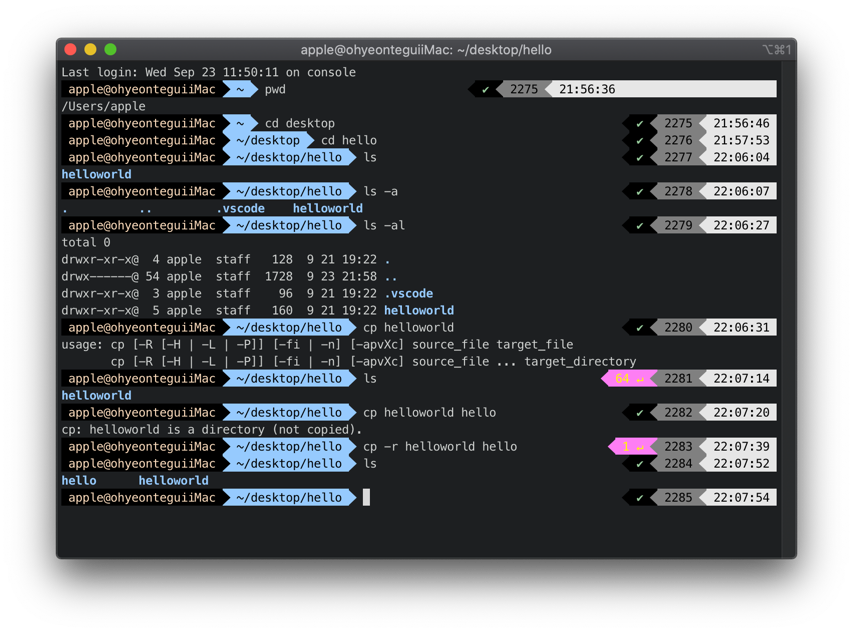 apple@ohyeonteguiiMac: ~/desktop/hello ⌥⌘1
Last login: Wed Sep 23 11:50:11 on console
apple@ohyeonteguiiMac ~ pwd ✔ 2275 21:56:36
/Users/apple
apple@ohyeonteguiiMac ~ cd desktop ✔ 2275 21:56:46
apple@ohyeonteguiiMac ~/desktop cd hello ✔ 2276 21:57:53
apple@ohyeonteguiiMac ~/desktop/hello ls ✔ 2277 22:06:04
helloworld
apple@ohyeonteguiiMac ~/desktop/hello ls -a ✔ 2278 22:06:07
. .. .vscode helloworld
apple@ohyeonteguiiMac ~/desktop/hello ls -al ✔ 2279 22:06:27
total 0
drwxr-xr-x@ 4 apple staff 128 9 21 19:22 .
drwx------@ 54 apple staff 1728 9 23 21:58 ..
drwxr-xr-x@ 3 apple staff 96 9 21 19:22 .vscode
drwxr-xr-x@ 5 apple staff 160 9 21 19:22 helloworld
apple@ohyeonteguiiMac ~/desktop/hello cp helloworld ✔ 2280 22:06:31
usage: cp [-R [-H | -L | -P]] [-fi | -n] [-apvXc] source_file target_file
cp [-R [-H | -L | -P]] [-fi | -n] [-apvXc] source_file ... target_directory
apple@ohyeonteguiiMac ~/desktop/hello ls 64 ↵ 2281 22:07:14
helloworld
apple@ohyeonteguiiMac ~/desktop/hello cp helloworld hello ✔ 2282 22:07:20
cp: helloworld is a directory (not copied).
apple@ohyeonteguiiMac ~/desktop/hello cp -r helloworld hello 1 ↵ 2283 22:07:39
apple@ohyeonteguiiMac ~/desktop/hello ls ✔ 2284 22:07:52
hello helloworld
apple@ohyeonteguiiMac ~/desktop/hello ✔ 2285 22:07:54